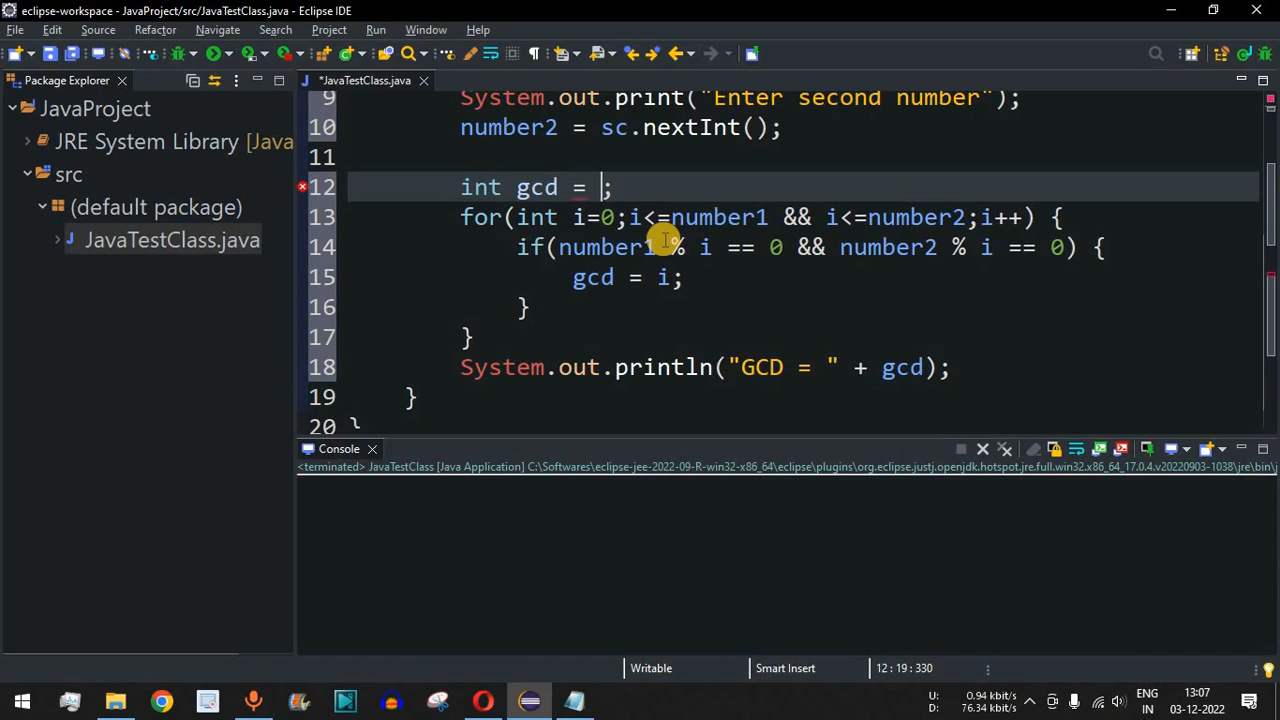 eclipse-workspace - JavaProject/src/JavaTestClass.java - Eclipse IDE
File Edit Source Refactor Navigate Search Project Run Window Help
Package Explorer
*JavaTestClass.java
JavaProject
JRE System Library [Java
src
(default package)
JavaTestClass.java
9 System.out.print("Enter second number");
10 number2 = sc.nextInt();
11
12 int gcd = ;
13 for(int i=0;i<=number1 && i<=number2;i++) {
14 if(number1 % i == 0 && number2 % i == 0) {
15 gcd = i;
16 }
17 }
18 System.out.println("GCD = " + gcd);
19 }
20 }
Console
<terminated> JavaTestClass [Java Application] C:\Softwares\eclipse-jee-2022-09-R-win32-x86_64\eclipse\plugins\org.eclipse.justj.openjdk.hotspot.jre.full.win32.x86_64_17.0.4.v20220903-1038\jre\bin\j
Writable Smart Insert 12 : 19 : 330
U: 0.94 kbit/s
D: 76.34 kbit/s
ENG
IN
13:07
03-12-2022